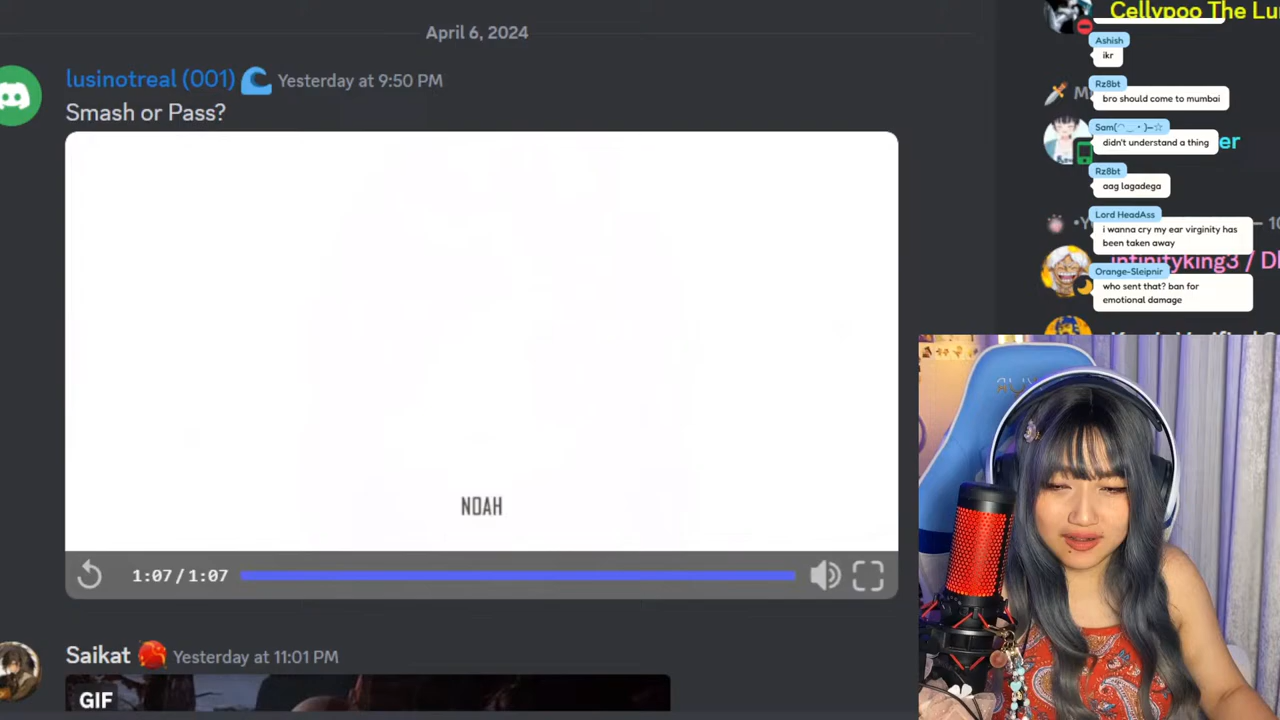 April 6, 2024
lusinotreal (001) Yesterday at 9:50 PM
Smash or Pass?
NOAH
1:07/1:07
Saikat Yesterday at 11:01 PM
GIF
Cellypoo The Lu
Ashish
ikr
Rz8bt
bro should come to mumbai
didn't understand a thing
er
Rz8bt
aag lagadega
Lord HeadAss
i wanna cry my ear virginity has
been taken away
infinityking3 / D
Orange-Sleipnir
who sent that? ban for
emotional damage